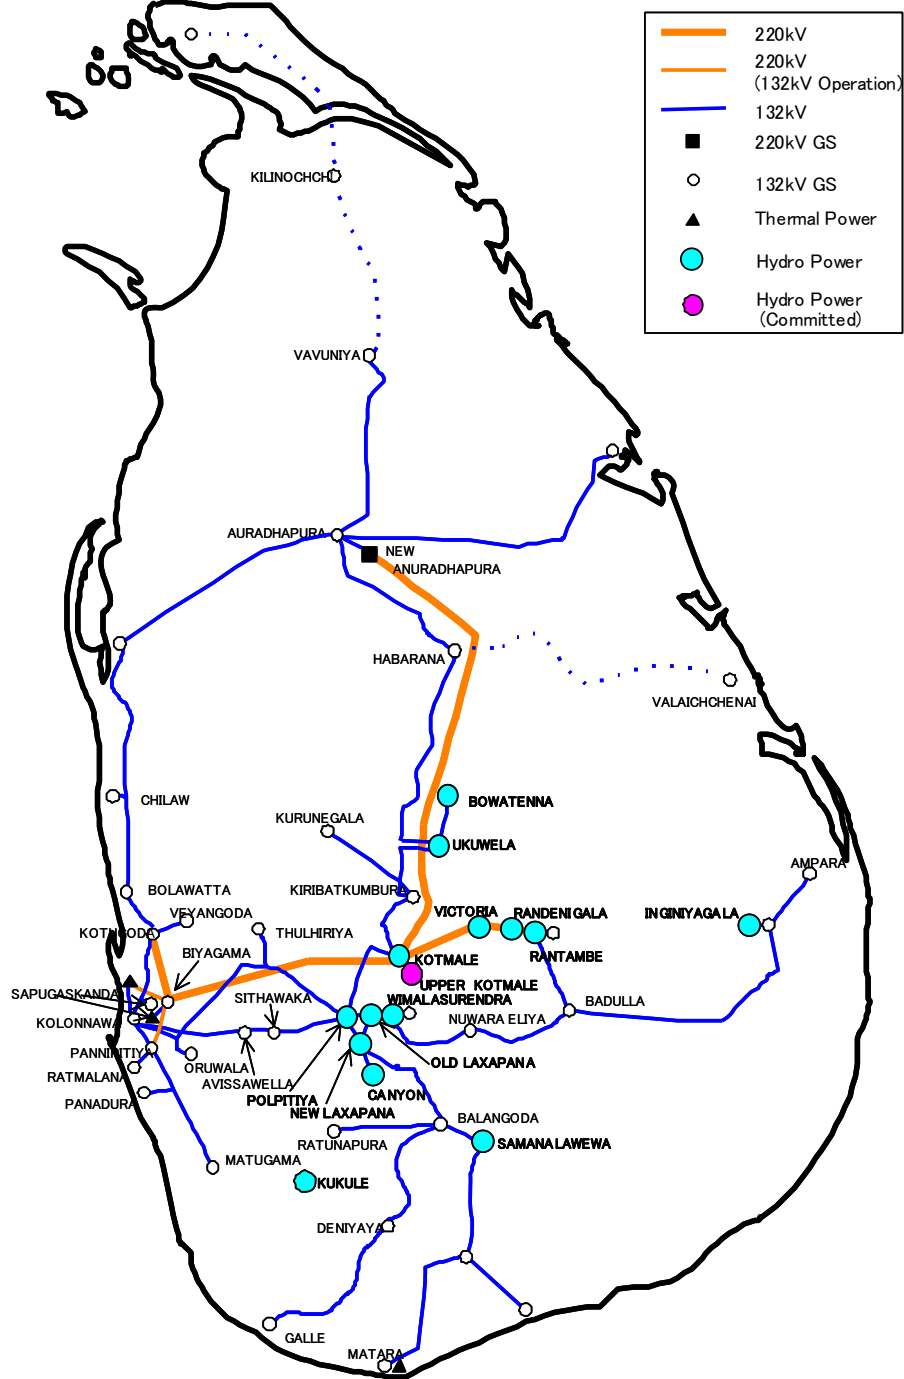 220kV
220kV
(132kV Operation)
132kV
220kV GS
132kV GS
Thermal Power
Hydro Power
Hydro Power
(Committed)
KILINOCHCHI
VAVUNIYA
AURADHAPURA
NEW
ANURADHAPURA
HABARANA
VALAICHCHENAI
CHILAW
BOWATENNA
KURUNEGALA
UKUWELA
AMPARA
BOLAWATTA
KIRIBATKUMBURA
VEYANGODA
VICTORIA
RANDENIGALA
INGINIYAGALA
KOTUGODA
THULHIRIYA
BIYAGAMA
KOTMALE
RANTAMBE
UPPER KOTMALE
SAPUGASKANDA
SITHAWAKA
WIMALASURENDRA
BADULLA
KOLONNAWA
NUWARA ELIYA
PANNIPITIYA
ORUWALA
OLD LAXAPANA
RATMALANA
AVISSAWELLA
CANYON
PANADURA
POLPITIYA
NEW LAXAPANA
BALANGODA
RATUNAPURA
SAMANALAWEWA
MATUGAMA
KUKULE
DENIYAYA
GALLE
MATARA